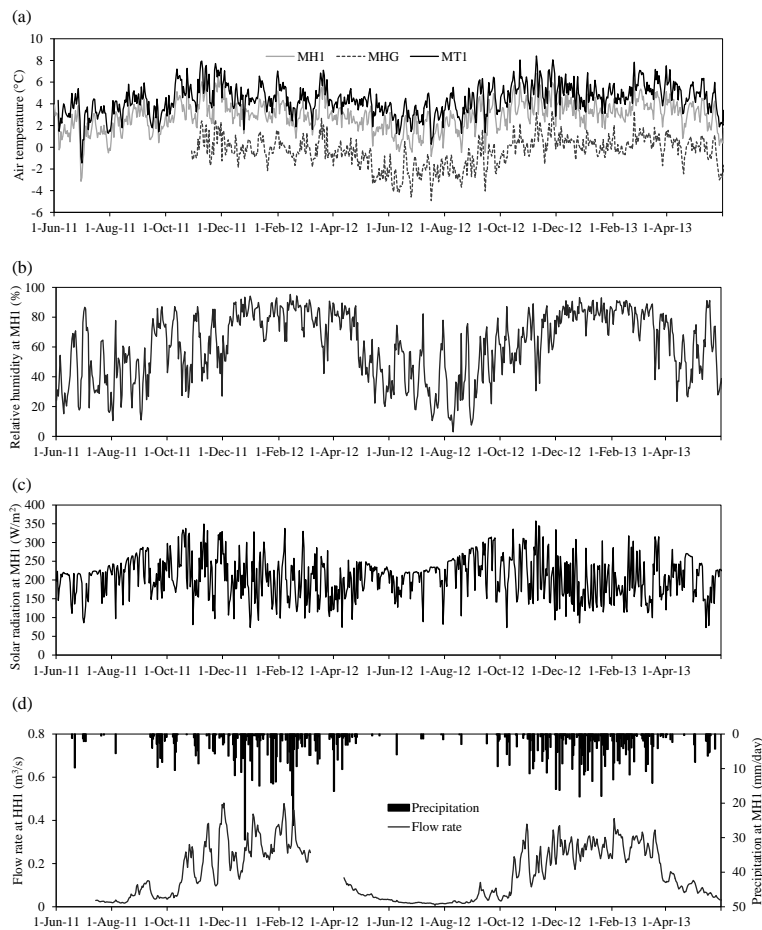 (a)
Air temperature (°C)
10
8
6
4
2
0
-2
-4
-6
MH1 MHG MT1
1-Jun-11 1-Aug-11 1-Oct-11 1-Dec-11 1-Feb-12 1-Apr-12 1-Jun-12 1-Aug-12 1-Oct-12 1-Dec-12 1-Feb-13 1-Apr-13
(b)
Relative humidity at MH1 (%)
100
80
60
40
20
0
1-Jun-11 1-Aug-11 1-Oct-11 1-Dec-11 1-Feb-12 1-Apr-12 1-Jun-12 1-Aug-12 1-Oct-12 1-Dec-12 1-Feb-13 1-Apr-13
(c)
Solar radiation at MH1 (W/m²)
400
350
300
250
200
150
100
50
0
1-Jun-11 1-Aug-11 1-Oct-11 1-Dec-11 1-Feb-12 1-Apr-12 1-Jun-12 1-Aug-12 1-Oct-12 1-Dec-12 1-Feb-13 1-Apr-13
(d)
Flow rate at HH1 (m³/s)
0.8
0.6
0.4
0.2
0
Precipitation
Flow rate
0
10
20
30
40
50
Precipitation at MH1 (mm/day)
1-Jun-11 1-Aug-11 1-Oct-11 1-Dec-11 1-Feb-12 1-Apr-12 1-Jun-12 1-Aug-12 1-Oct-12 1-Dec-12 1-Feb-13 1-Apr-13